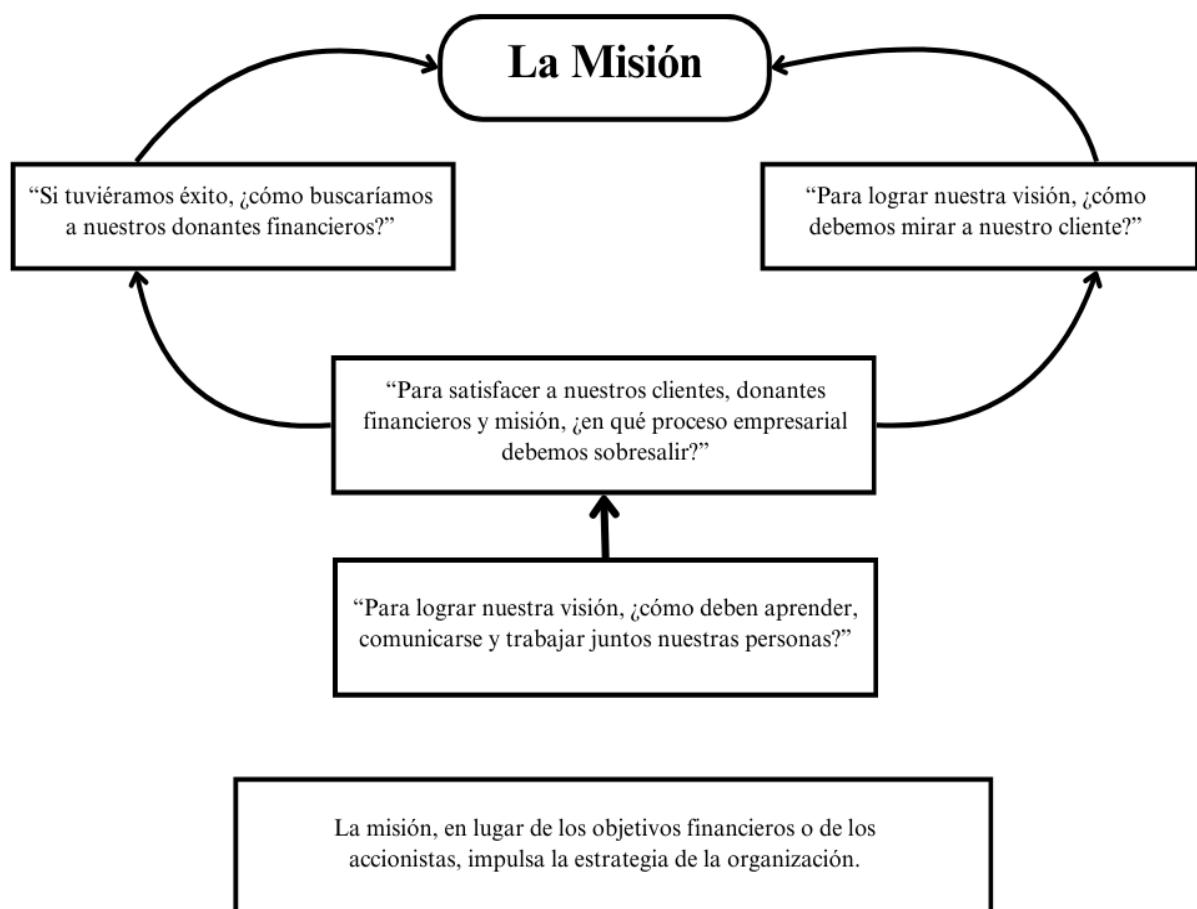 La Misión
“Si tuviéramos éxito, ¿cómo buscaríamos
a nuestros donantes financieros?”
“Para lograr nuestra visión, ¿cómo
debemos mirar a nuestro cliente?”
“Para satisfacer a nuestros clientes, donantes
financieros y misión, ¿en qué proceso empresarial
debemos sobresalir?”
“Para lograr nuestra visión, ¿cómo deben aprender,
comunicarse y trabajar juntos nuestras personas?”
La misión, en lugar de los objetivos financieros o de los
accionistas, impulsa la estrategia de la organización.